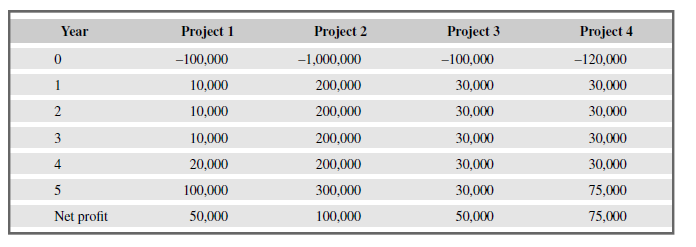 Year Project 1 Project 2 Project 3 Project 4
0 –100,000 –1,000,000 –100,000 –120,000
1 10,000 200,000 30,000 30,000
2 10,000 200,000 30,000 30,000
3 10,000 200,000 30,000 30,000
4 20,000 200,000 30,000 30,000
5 100,000 300,000 30,000 75,000
Net profit 50,000 100,000 50,000 75,000